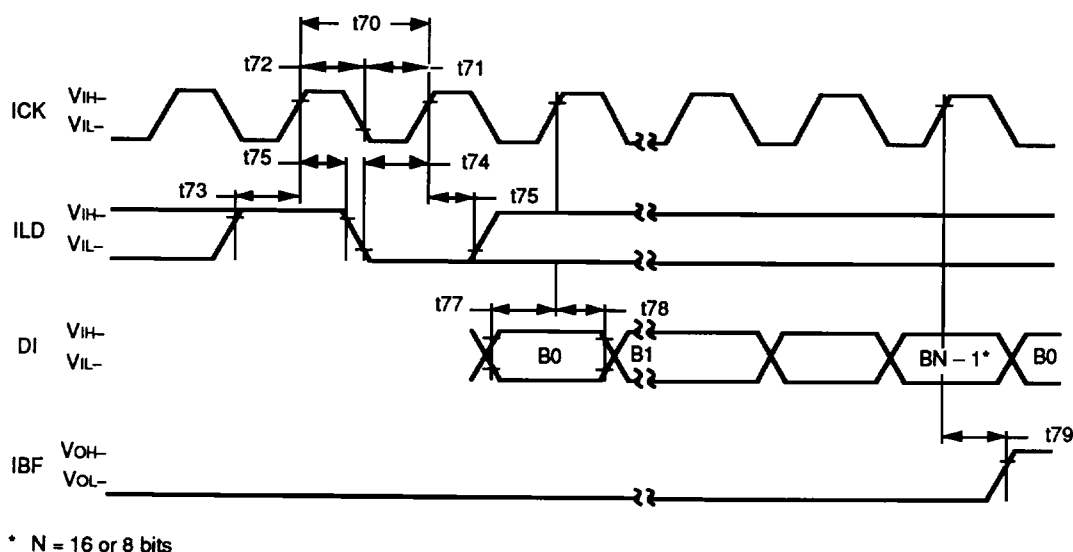 t70
t72
t71
ICK
VIH–
VIL–
t75
t74
t73
t75
ILD
VIH–
VIL–
t77
t78
DI
VIH–
VIL–
B0
B1
BN – 1*
B0
t79
IBF
VOH–
VOL–
* N = 16 or 8 bits